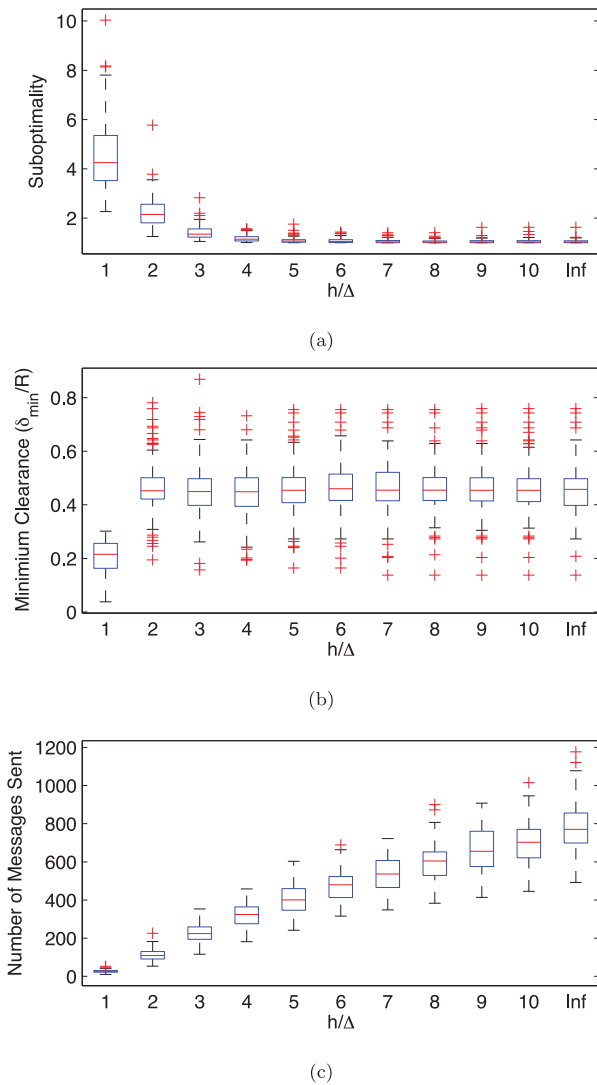 10
8
6
4
2
Suboptimality
1 2 3 4 5 6 7 8 9 10 Inf
h/Δ
(a)
0.8
0.6
0.4
0.2
0
Minimium Clearance (δmin/R)
1 2 3 4 5 6 7 8 9 10 Inf
h/Δ
(b)
1200
1000
800
600
400
200
0
Number of Messages Sent
1 2 3 4 5 6 7 8 9 10 Inf
h/Δ
(c)